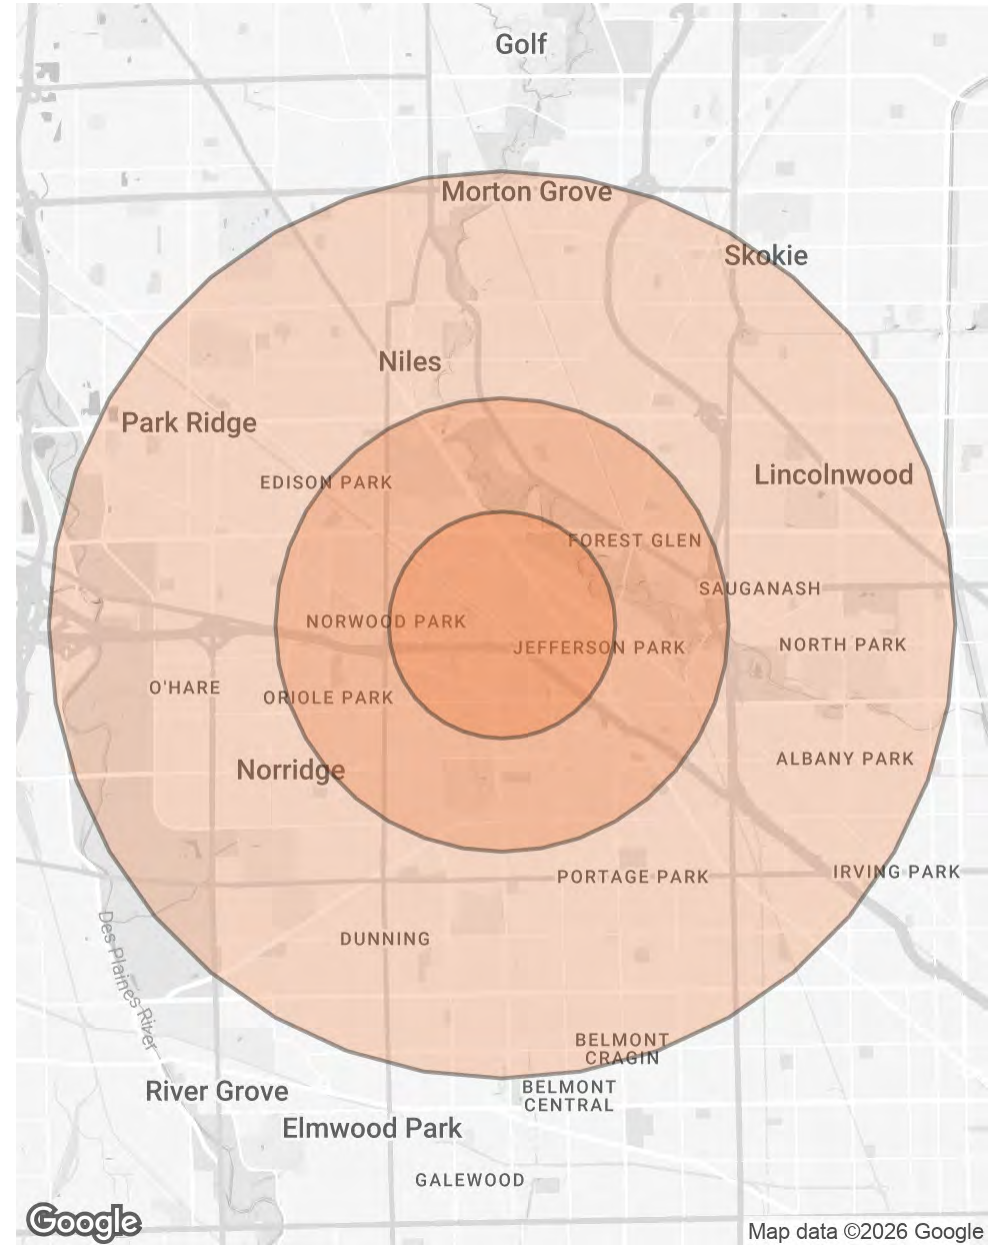 Golf
Morton Grove
Skokie
Niles
Park Ridge
Lincolnwood
EDISON PARK
FOREST GLEN
SAUGANASH
NORWOOD PARK
JEFFERSON PARK
NORTH PARK
O'HARE
ORIOLE PARK
Norridge
ALBANY PARK
PORTAGE PARK
IRVING PARK
DUNNING
Des Plaines River
BELMONT
CRAGIN
River Grove
BELMONT
CENTRAL
Elmwood Park
GALEWOOD
Google
Map data ©2026 Google